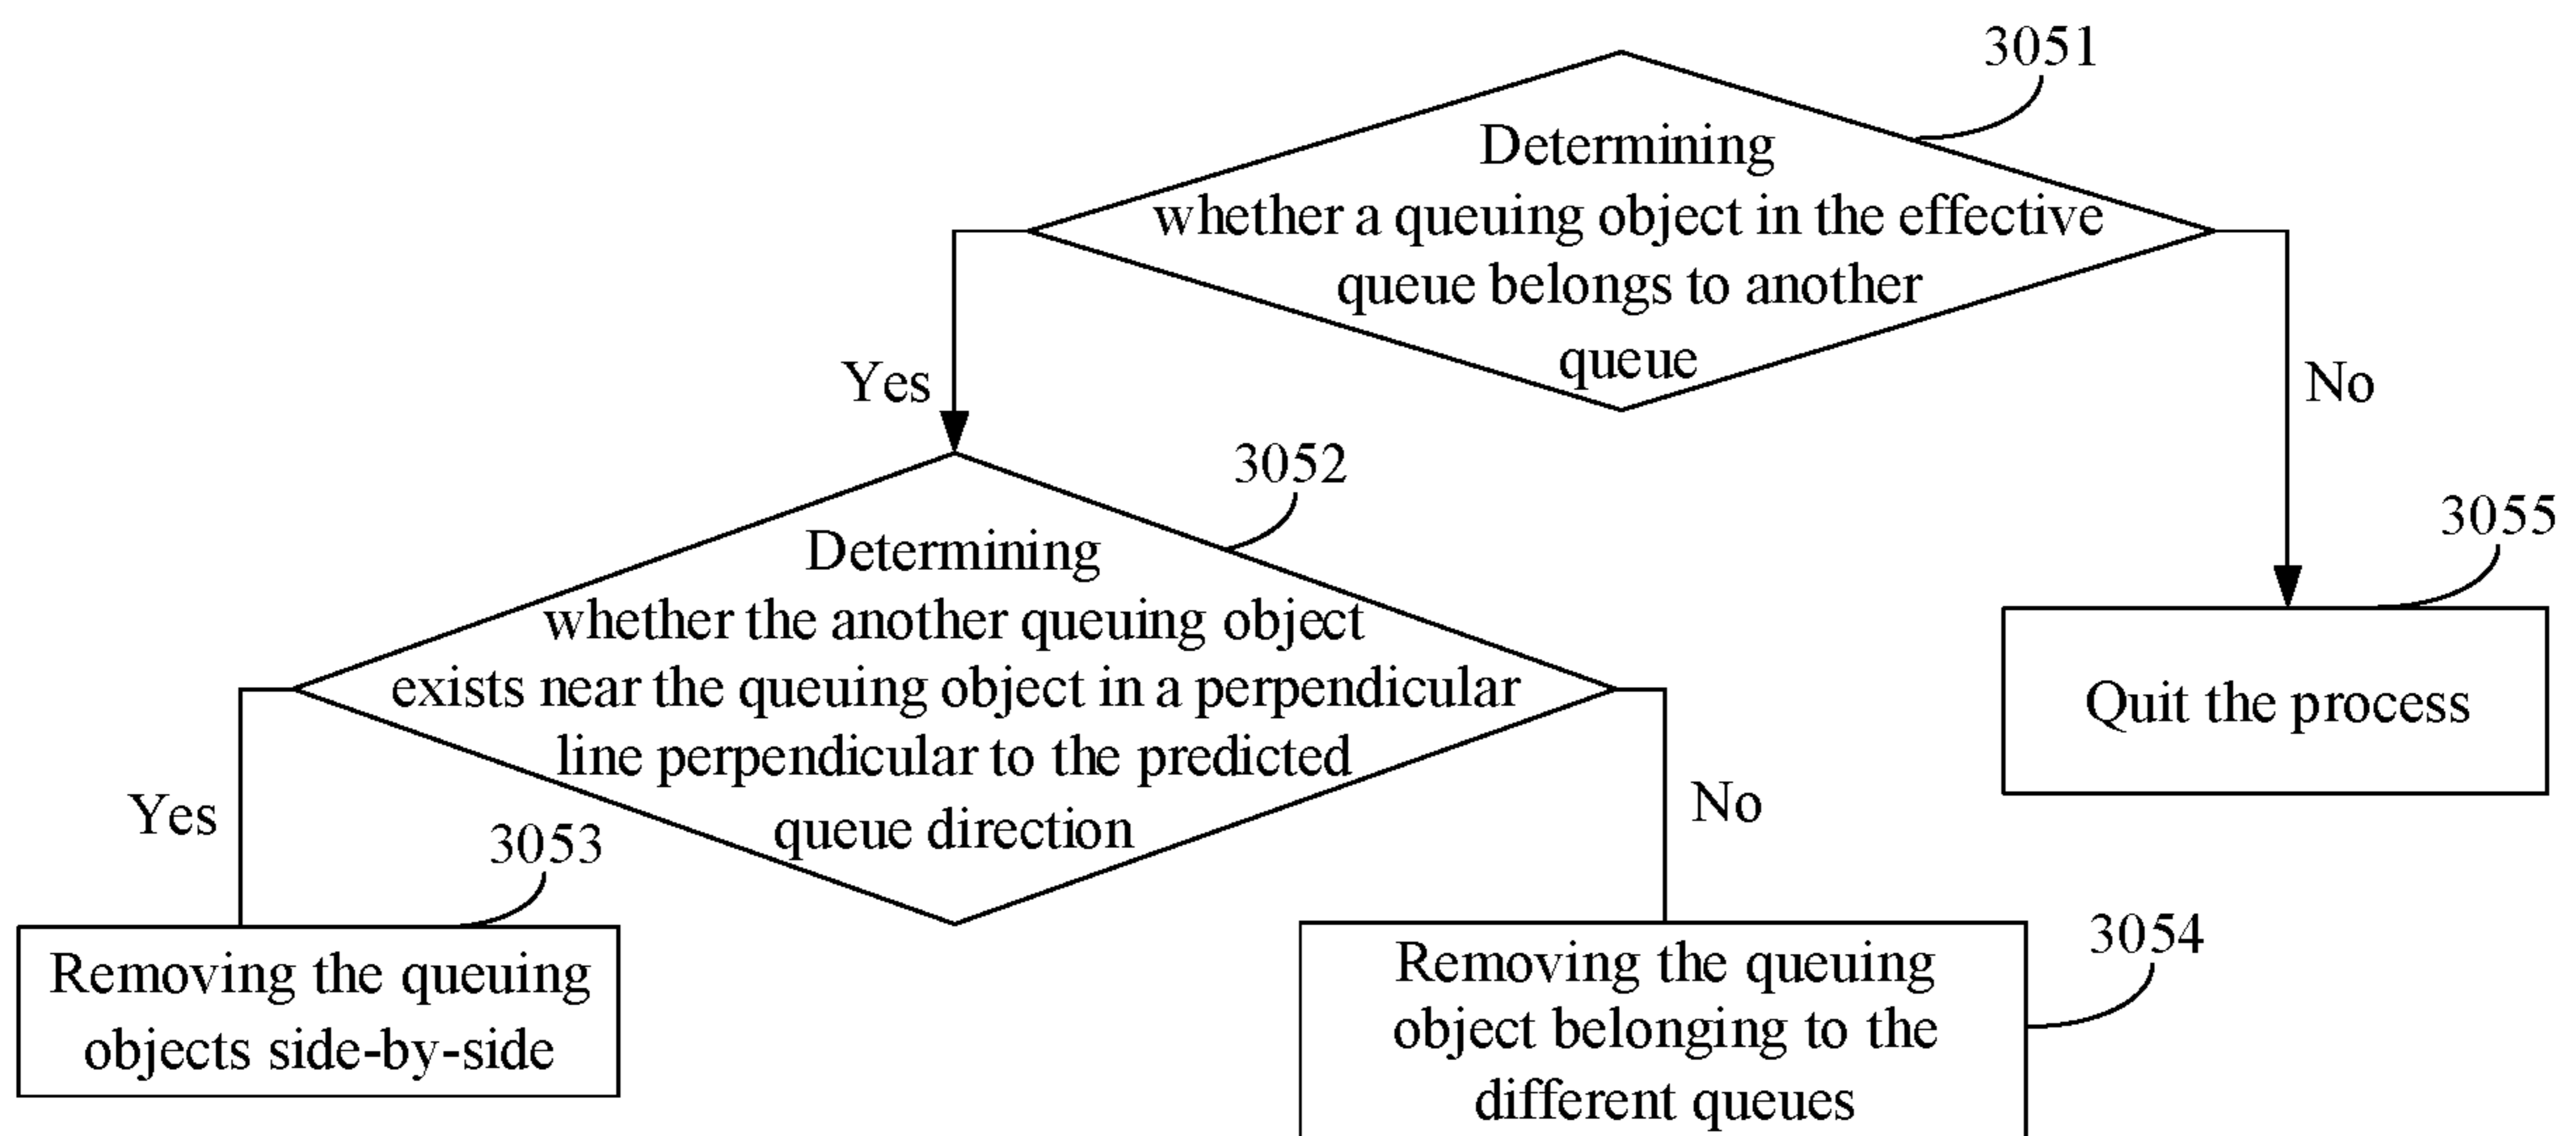 3051
Determining
whether a queuing object in the effective
queue belongs to another
queue
Yes
No
3052
Determining
whether the another queuing object
exists near the queuing object in a perpendicular
line perpendicular to the predicted
queue direction
3055
Quit the process
Yes
No
3053
Removing the queuing
objects side-by-side
3054
Removing the queuing
object belonging to the
different queues